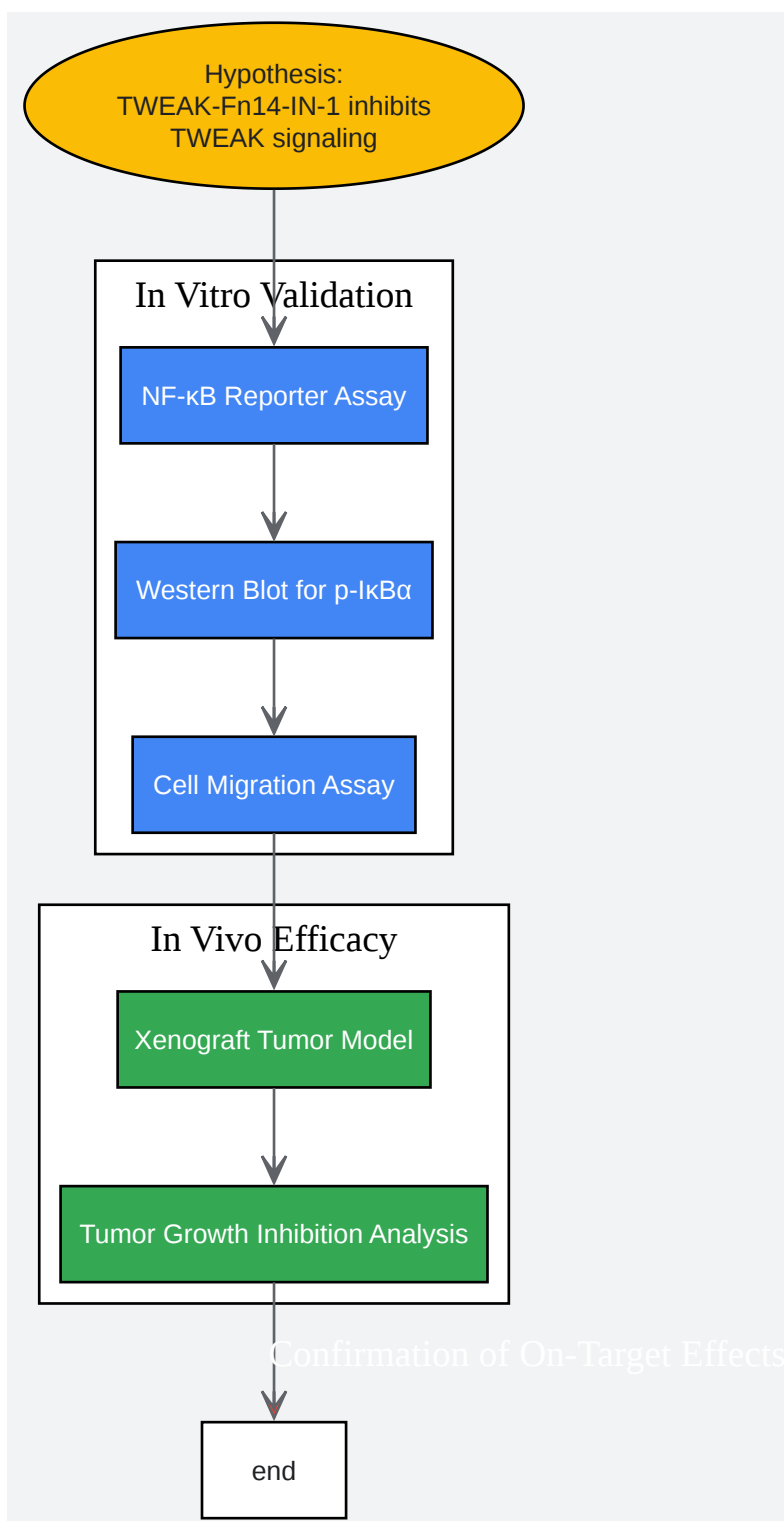 Hypothesis:
TWEAK-Fn14-IN-1 inhibits
TWEAK signaling
In Vitro Validation
NF-κB Reporter Assay
Western Blot for p-IκBα
Cell Migration Assay
In Vivo Efficacy
Xenograft Tumor Model
Tumor Growth Inhibition Analysis
Confirmation of On-Target Effects
end